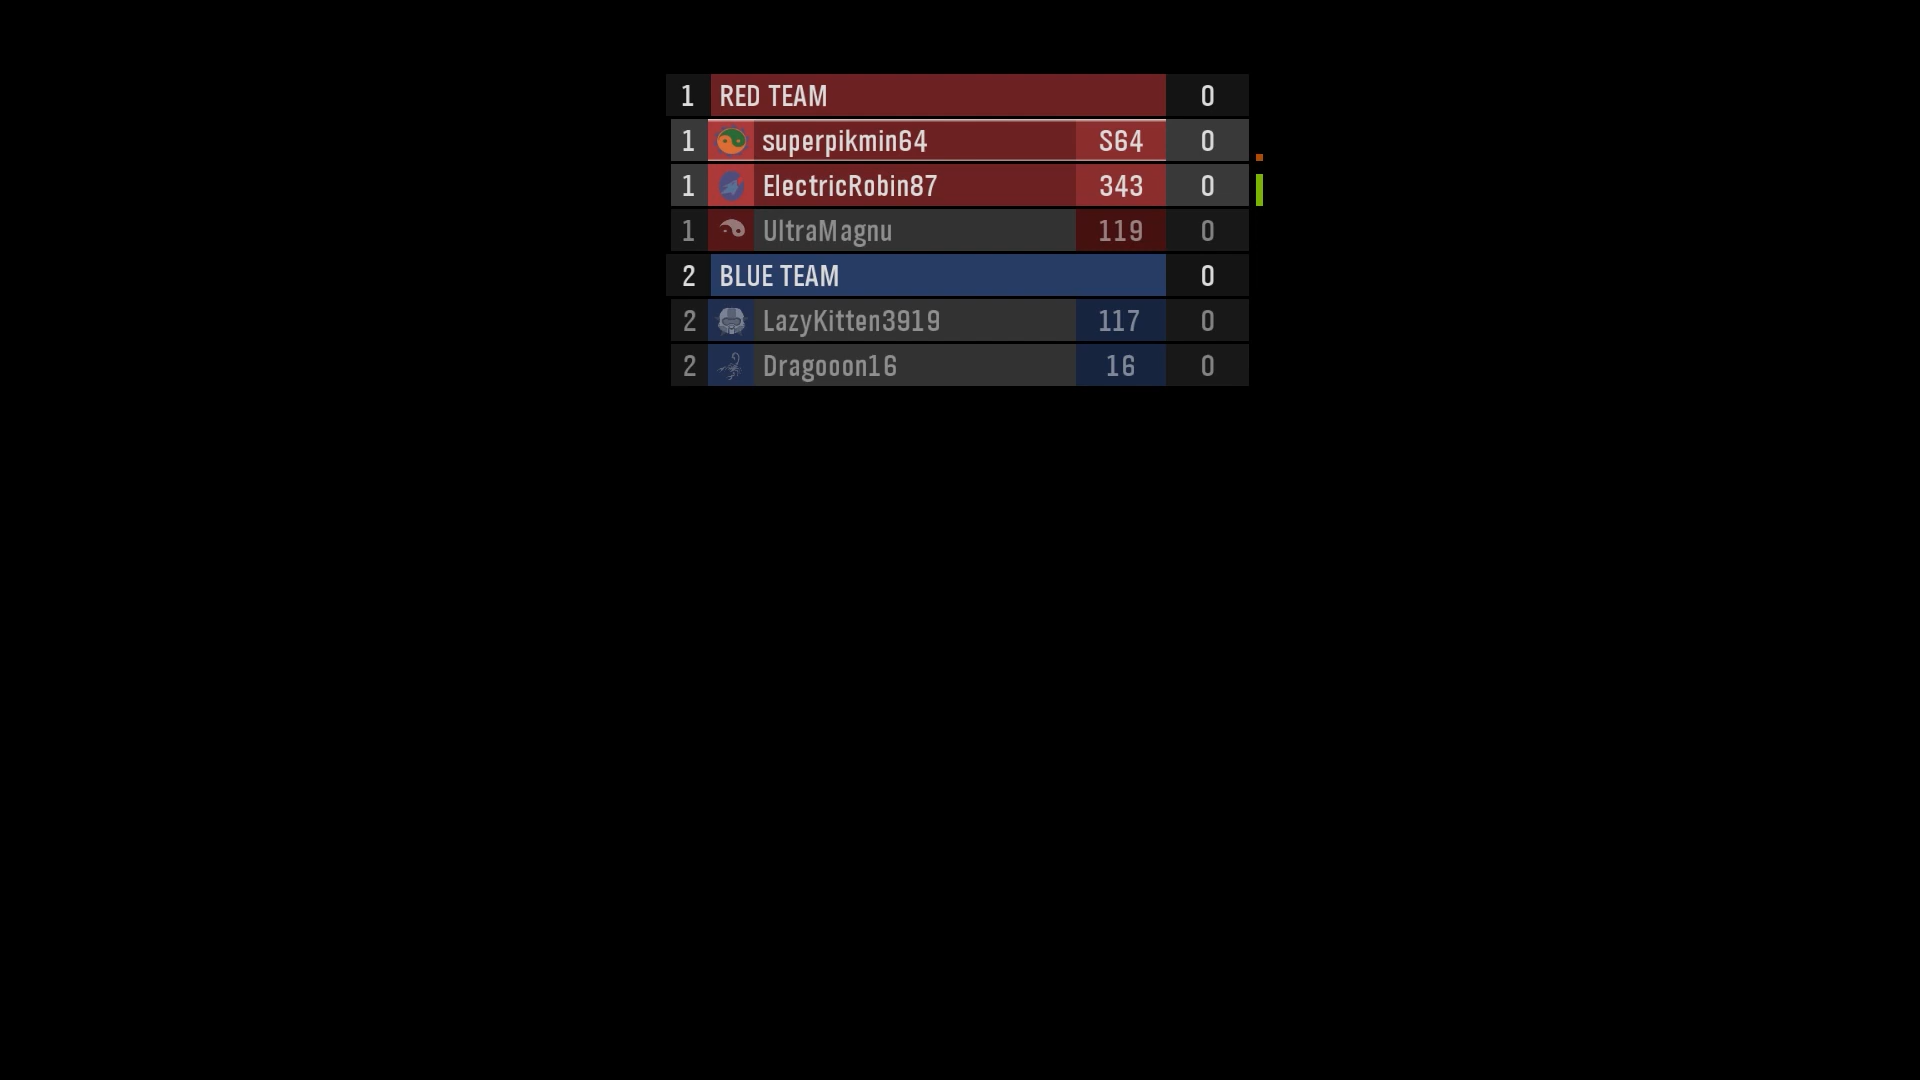 1 RED TEAM 0
1 superpikmin64 S64 0
1 ElectricRobin87 343 0
1 UltraMagnu 119 0
2 BLUE TEAM 0
2 LazyKitten3919 117 0
2 Dragooon16 16 0